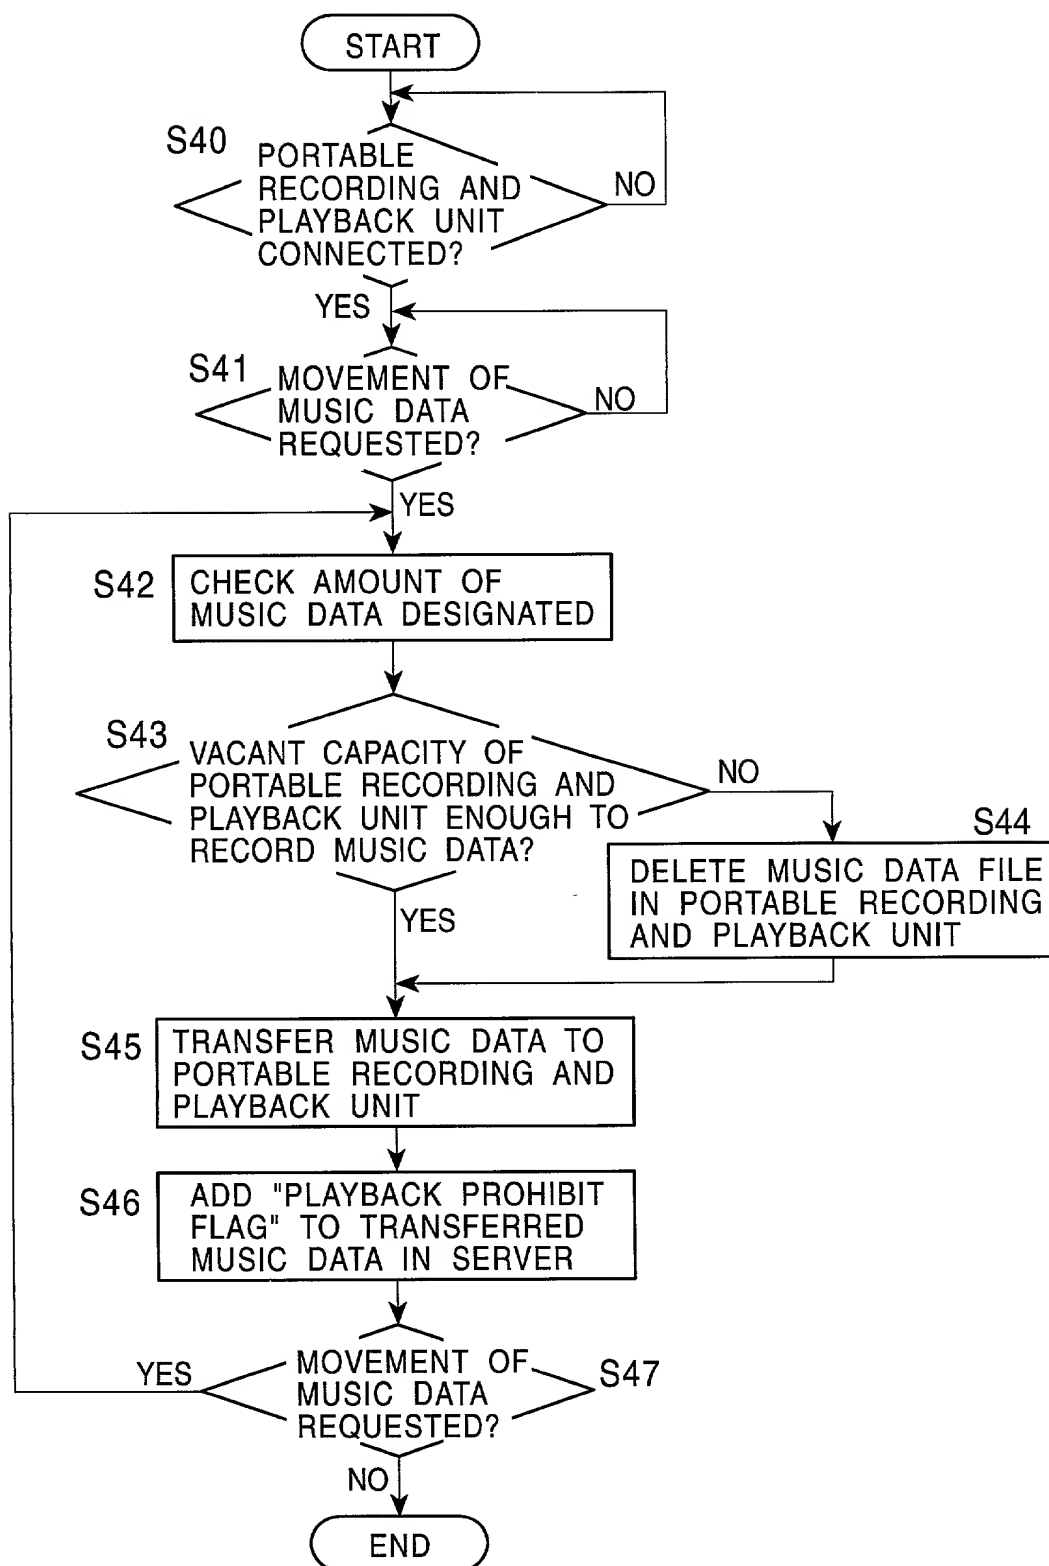 START
S40
PORTABLE
RECORDING AND
PLAYBACK UNIT
CONNECTED?
NO
YES
S41
MOVEMENT OF
MUSIC DATA
REQUESTED?
NO
YES
S42
CHECK AMOUNT OF
MUSIC DATA DESIGNATED
S43
VACANT CAPACITY OF
PORTABLE RECORDING AND
PLAYBACK UNIT ENOUGH TO
RECORD MUSIC DATA?
NO
YES
S44
DELETE MUSIC DATA FILE
IN PORTABLE RECORDING
AND PLAYBACK UNIT
S45
TRANSFER MUSIC DATA TO
PORTABLE RECORDING AND
PLAYBACK UNIT
S46
ADD "PLAYBACK PROHIBIT
FLAG" TO TRANSFERRED
MUSIC DATA IN SERVER
YES
MOVEMENT OF
MUSIC DATA
REQUESTED?
S47
NO
END